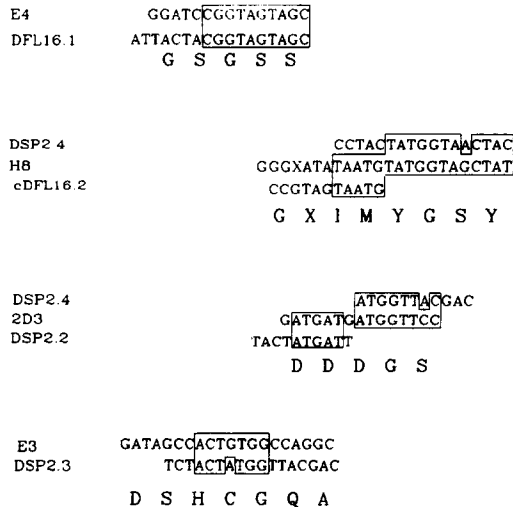 E4 GGATCCGGTAGTAGC
DFL16.1 ATTACTACGGTAGTAGC
G S G S S
DSP2.4 CCTACTATGGTAACTAC
H8 GGGXATATAATGTATGGTAGCTAT
cDFL16.2 CCGTAGTAATG
G X I M Y G S Y
DSP2.4 ATGGTTACGAC
2D3 GATGATGATGGTTCC
DSP2.2 TACTATGATT
D D D G S
E3 GATAGCCACTGTGGCCAGGC
DSP2.3 TCTACTATGGTTACGAC
D S H C G Q A